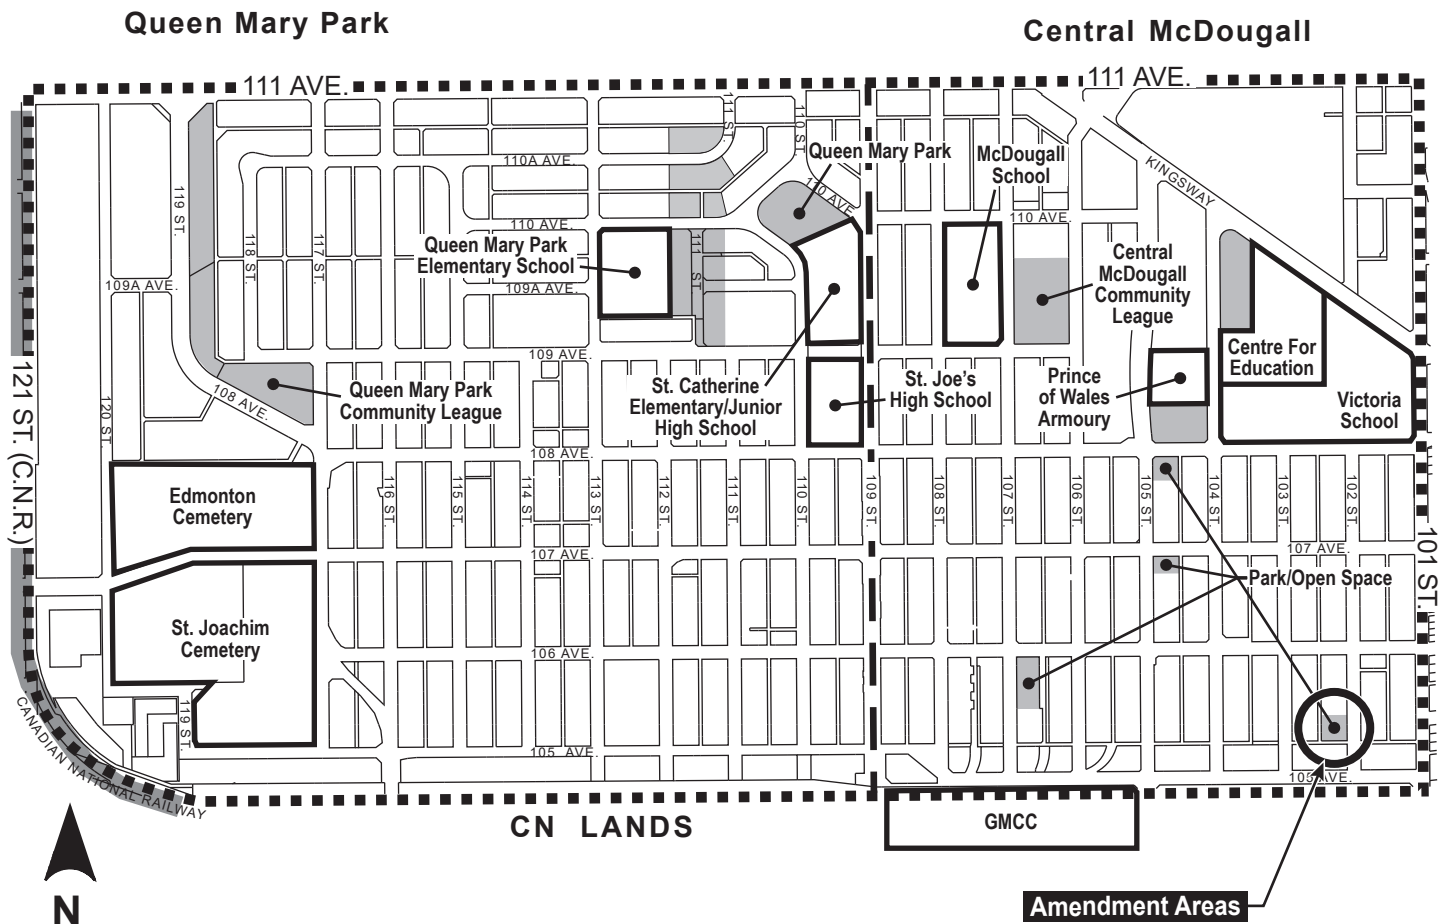 Queen Mary Park
Central McDougall
111 AVE.
111 AVE.
111 ST.
110 ST.
110A AVE.
Queen Mary Park
McDougall
School
KINGSWAY
119 ST.
110 AVE.
110 AVE.
110 AVE.
118 ST.
117 ST.
Queen Mary Park
Elementary School
111 ST
Central
McDougall
Community
League
109A AVE.
109A AVE.
109 AVE.
Centre For
Education
121 ST. (C.N.R.)
108 AVE.
Queen Mary Park
Community League
St. Catherine
Elementary/Junior
High School
St. Joe's
High School
Prince
of Wales
Armoury
Victoria
School
120 ST.
108 AVE.
Edmonton
Cemetery
116 ST.
115 ST.
114 ST.
113 ST.
112 ST.
111 ST.
110 ST.
109 ST.
108 ST.
107 ST.
106 ST.
105 ST.
104 ST.
103 ST.
102 ST.
101 ST.
107 AVE.
107 AVE.
Park/Open Space
St. Joachim
Cemetery
106 AVE.
119 ST.
CANADIAN NATIONAL RAILWAY
105 AVE.
105 AVE.
CN LANDS
GMCC
N
Amendment Areas